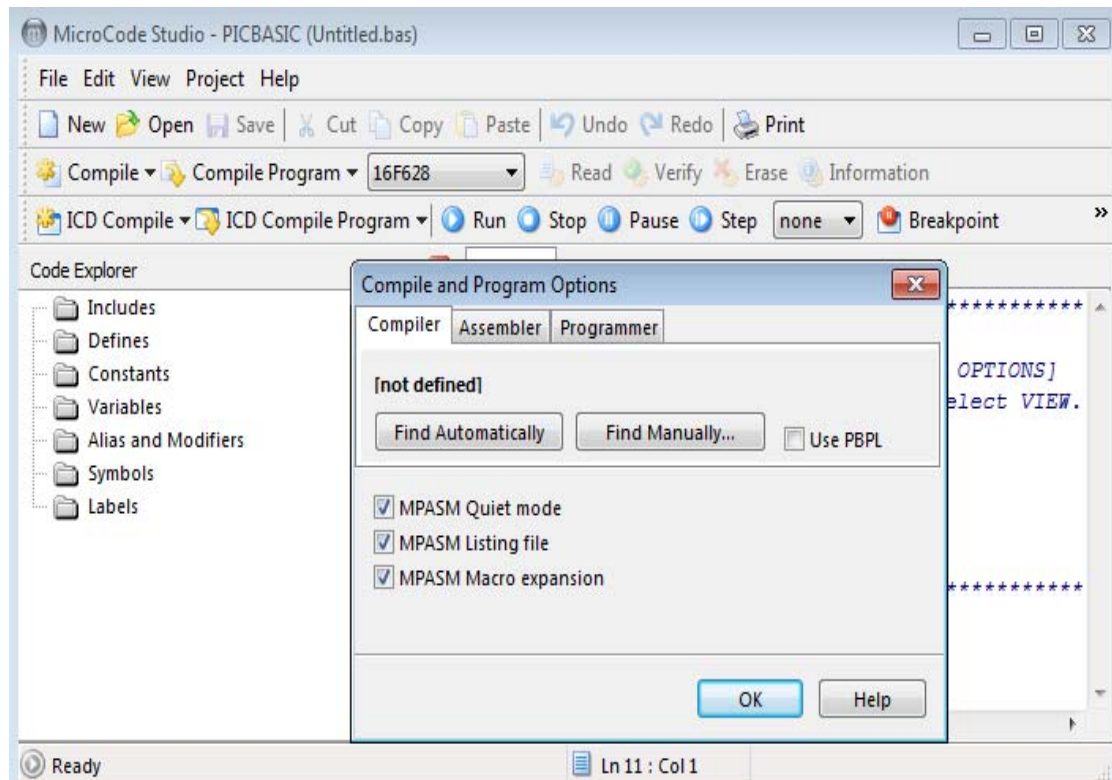 MicroCode Studio - PICBASIC (Untitled.bas)
File Edit View Project Help
New Open Save Cut Copy Paste Undo Redo Print
Compile Compile Program 16F628 Read Verify Erase Information
ICD Compile ICD Compile Program Run Stop Pause Step none Breakpoint »
Code Explorer
Includes
Defines
Constants
Variables
Alias and Modifiers
Symbols
Labels
Compile and Program Options
Compiler Assembler Programmer
[not defined]
Find Automatically Find Manually... Use PBPL
MPASM Quiet mode
MPASM Listing file
MPASM Macro expansion
OK Help
***********
OPTIONS]
elect VIEW.
***********
Ready Ln 11 : Col 1